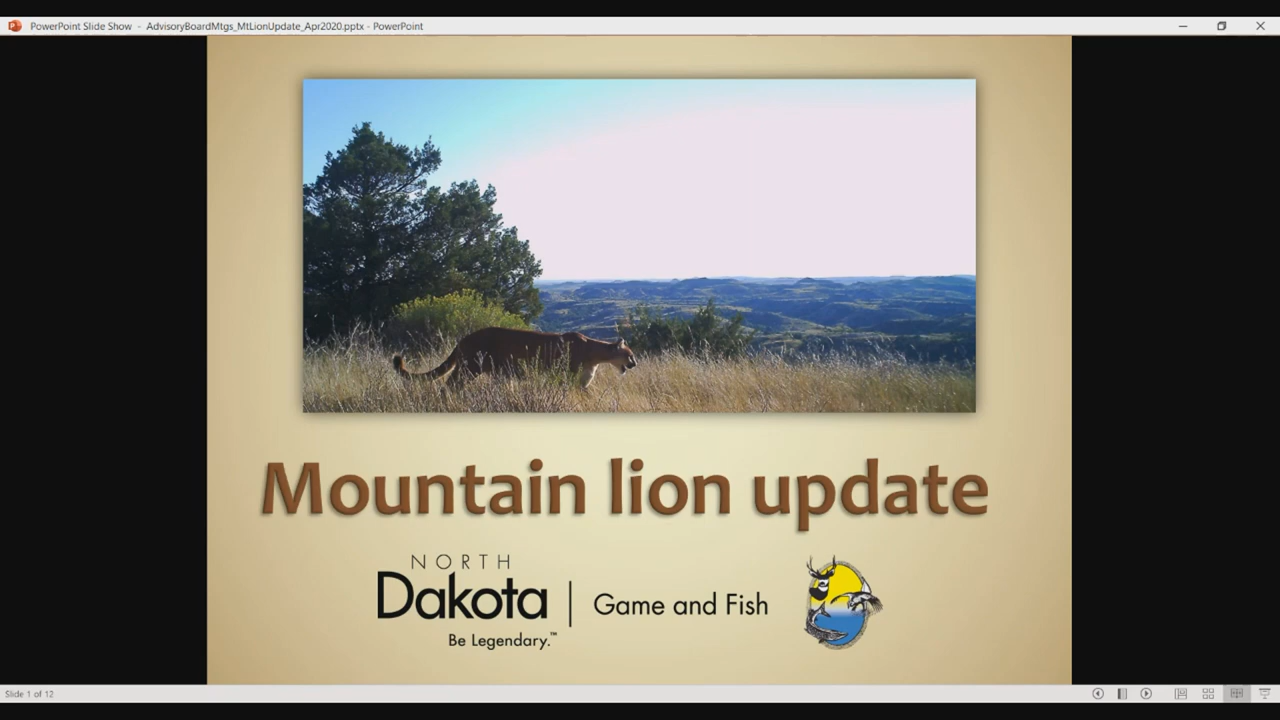 PowerPoint Slide Show - AdvisoryBoardMtgs_MtLionUpdate_Apr2020.pptx - PowerPoint
Mountain lion update
NORTH
Dakota
Be Legendary.™
Game and Fish
Slide 1 of 12